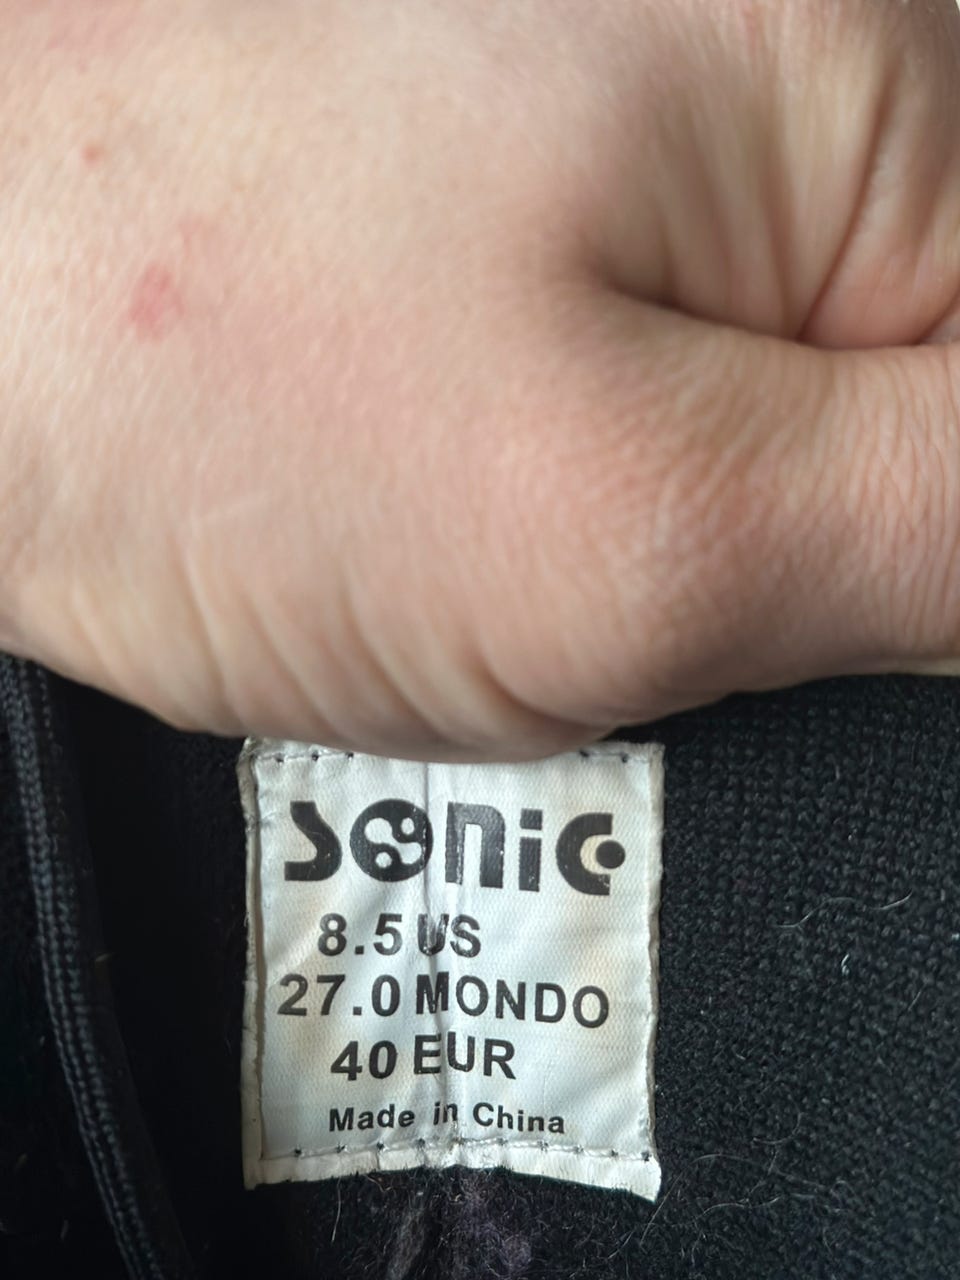 SONIC
8.5 US
27.0 MONDO
40 EUR
Made in China